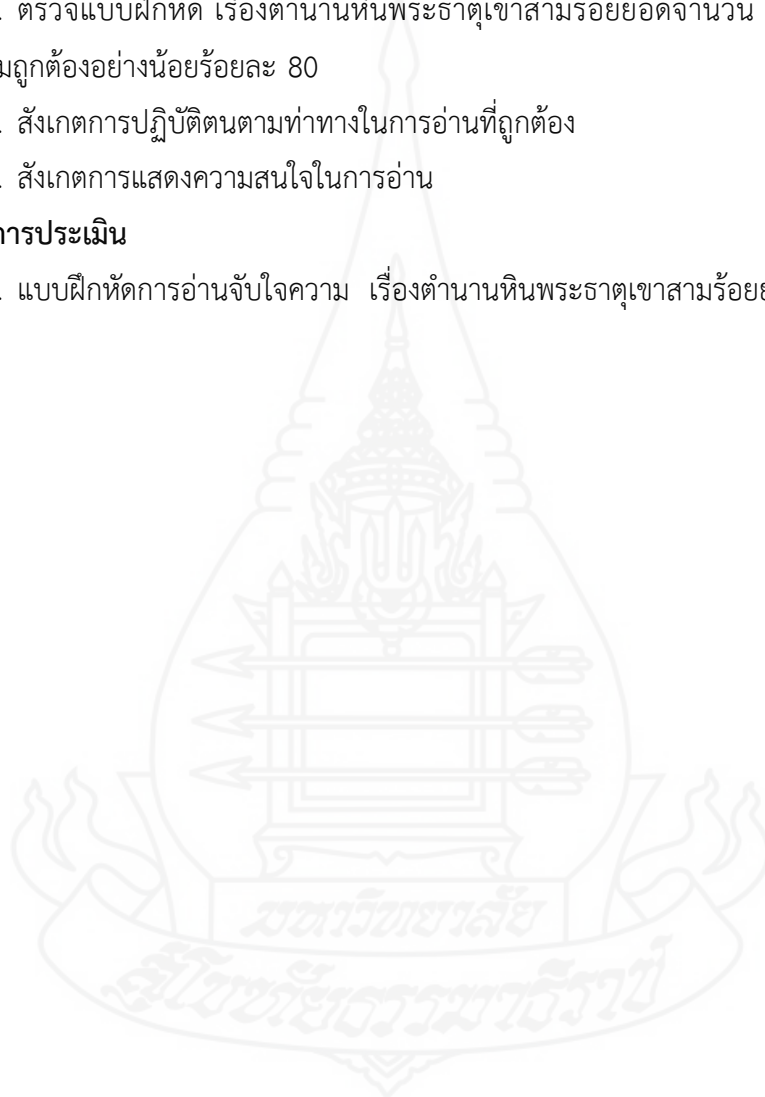 . ตรวจแบบฝึกหัด เรื่องตำนานหินพระธาตุเขาสามร้อยยอดจำนวน
มถูกต้องอย่างน้อยร้อยละ 80
. สังเกตการปฏิบัติตนตามท่าทางในการอ่านที่ถูกต้อง
. สังเกตการแสดงความสนใจในการอ่าน
การประเมิน
. แบบฝึกหัดการอ่านจับใจความ เรื่องตำนานหินพระธาตุเขาสามร้อยย
มหาวิทยาลัย
สุโขทัยธรรมาธิราช